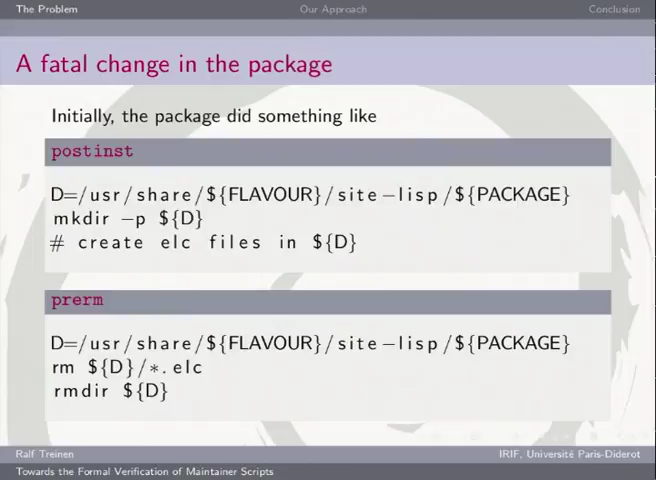 The Problem Our Approach Conclusion
A fatal change in the package
Initially, the package did something like
postinst
D=/usr/share/${FLAVOUR}/site-lisp/${PACKAGE}
mkdir -p ${D}
# create elc files in ${D}
prerm
D=/usr/share/${FLAVOUR}/site-lisp/${PACKAGE}
rm ${D}/*.elc
rmdir ${D}
Ralf Treinen IRIF, Université Paris-Diderot
Towards the Formal Verification of Maintainer Scripts